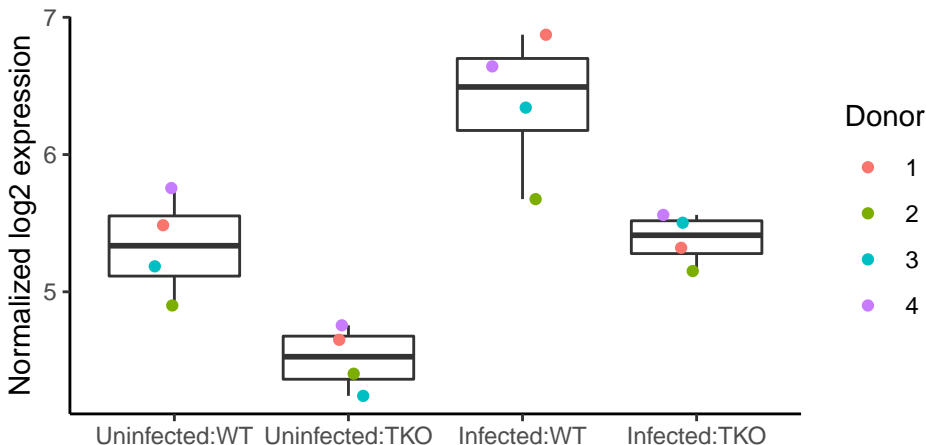 Normalized log2 expression
7
6
5
Uninfected:WT
Uninfected:TKO
Infected:WT
Infected:TKO
Donor
1
2
3
4